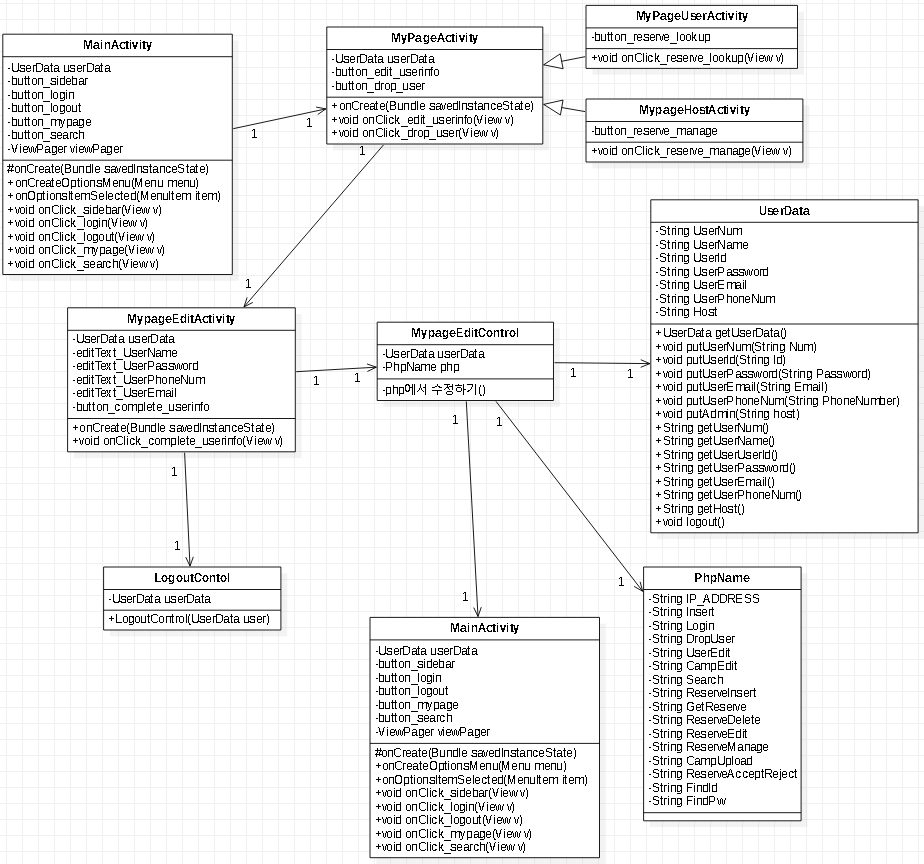 MainActivity
-UserData userData
-button_sidebar
-button_login
-button_logout
-button_mypage
-button_search
-ViewPager viewPager
#onCreate(Bundle savedInstanceState)
+onCreateOptionsMenu(Menu menu)
+onOptionsItemSelected(MenuItem item)
+void onClick_sidebar(View v)
+void onClick_login(View v)
+void onClick_logout(View v)
+void onClick_mypage(View v)
+void onClick_search(View v)
1
1
MyPageActivity
-UserData userData
-button_edit_userinfo
-button_drop_user
+onCreate(Bundle savedInstanceState)
+void onClick_edit_userinfo(View v)
+void onClick_drop_user(View v)
1
1
MyPageUserActivity
-button_reserve_lookup
+void onClick_reserve_lookup(View v)
MypageHostActivity
-button_reserve_manage
+void onClick_reserve_manage(View v)
UserData
-String UserNum
-String UserName
-String UserId
-String UserPassword
-String UserEmail
-String UserPhoneNum
-String Host
+UserData getUserData()
+void putUserNum(String Num)
+void putUserId(String Id)
+void putUserPassword(String Password)
+void putUserEmail(String Email)
+void putUserPhoneNum(String PhoneNumber)
+void putAdmin(String host)
+String getUserNum()
+String getUserName()
+String getUserUserId()
+String getUserPassword()
+String getUserEmail()
+String getUserPhoneNum()
+String getHost()
+void logout()
MypageEditActivity
-UserData userData
-editText_UserName
-editText_UserPassword
-editText_UserPhoneNum
-editText_UserEmail
-button_complete_userinfo
+onCreate(Bundle savedInstanceState)
+void onClick_complete_userinfo(View v)
1
1
MypageEditControl
-UserData userData
-PhpName php
-php에서 수정하기()
1
1
1
1
1
1
LogoutContol
-UserData userData
+LogoutControl(UserData user)
1
1
MainActivity
-UserData userData
-button_sidebar
-button_login
-button_logout
-button_mypage
-button_search
-ViewPager viewPager
#onCreate(Bundle savedInstanceState)
+onCreateOptionsMenu(Menu menu)
+onOptionsItemSelected(MenuItem item)
+void onClick_sidebar(View v)
+void onClick_login(View v)
+void onClick_logout(View v)
+void onClick_mypage(View v)
+void onClick_search(View v)
PhpName
-String IP_ADDRESS
-String Insert
-String Login
-String DropUser
-String UserEdit
-String CampEdit
-String Search
-String ReserveInsert
-String GetReserve
-String ReserveDelete
-String ReserveEdit
-String ReserveManage
-String CampUpload
-String ReserveAcceptReject
-String FindId
-String FindPw